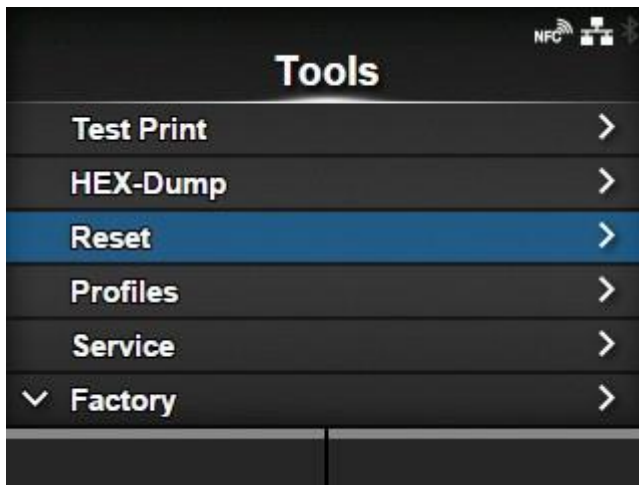 NFC
Tools
Test Print
HEX-Dump
Reset
Profiles
Service
Factory